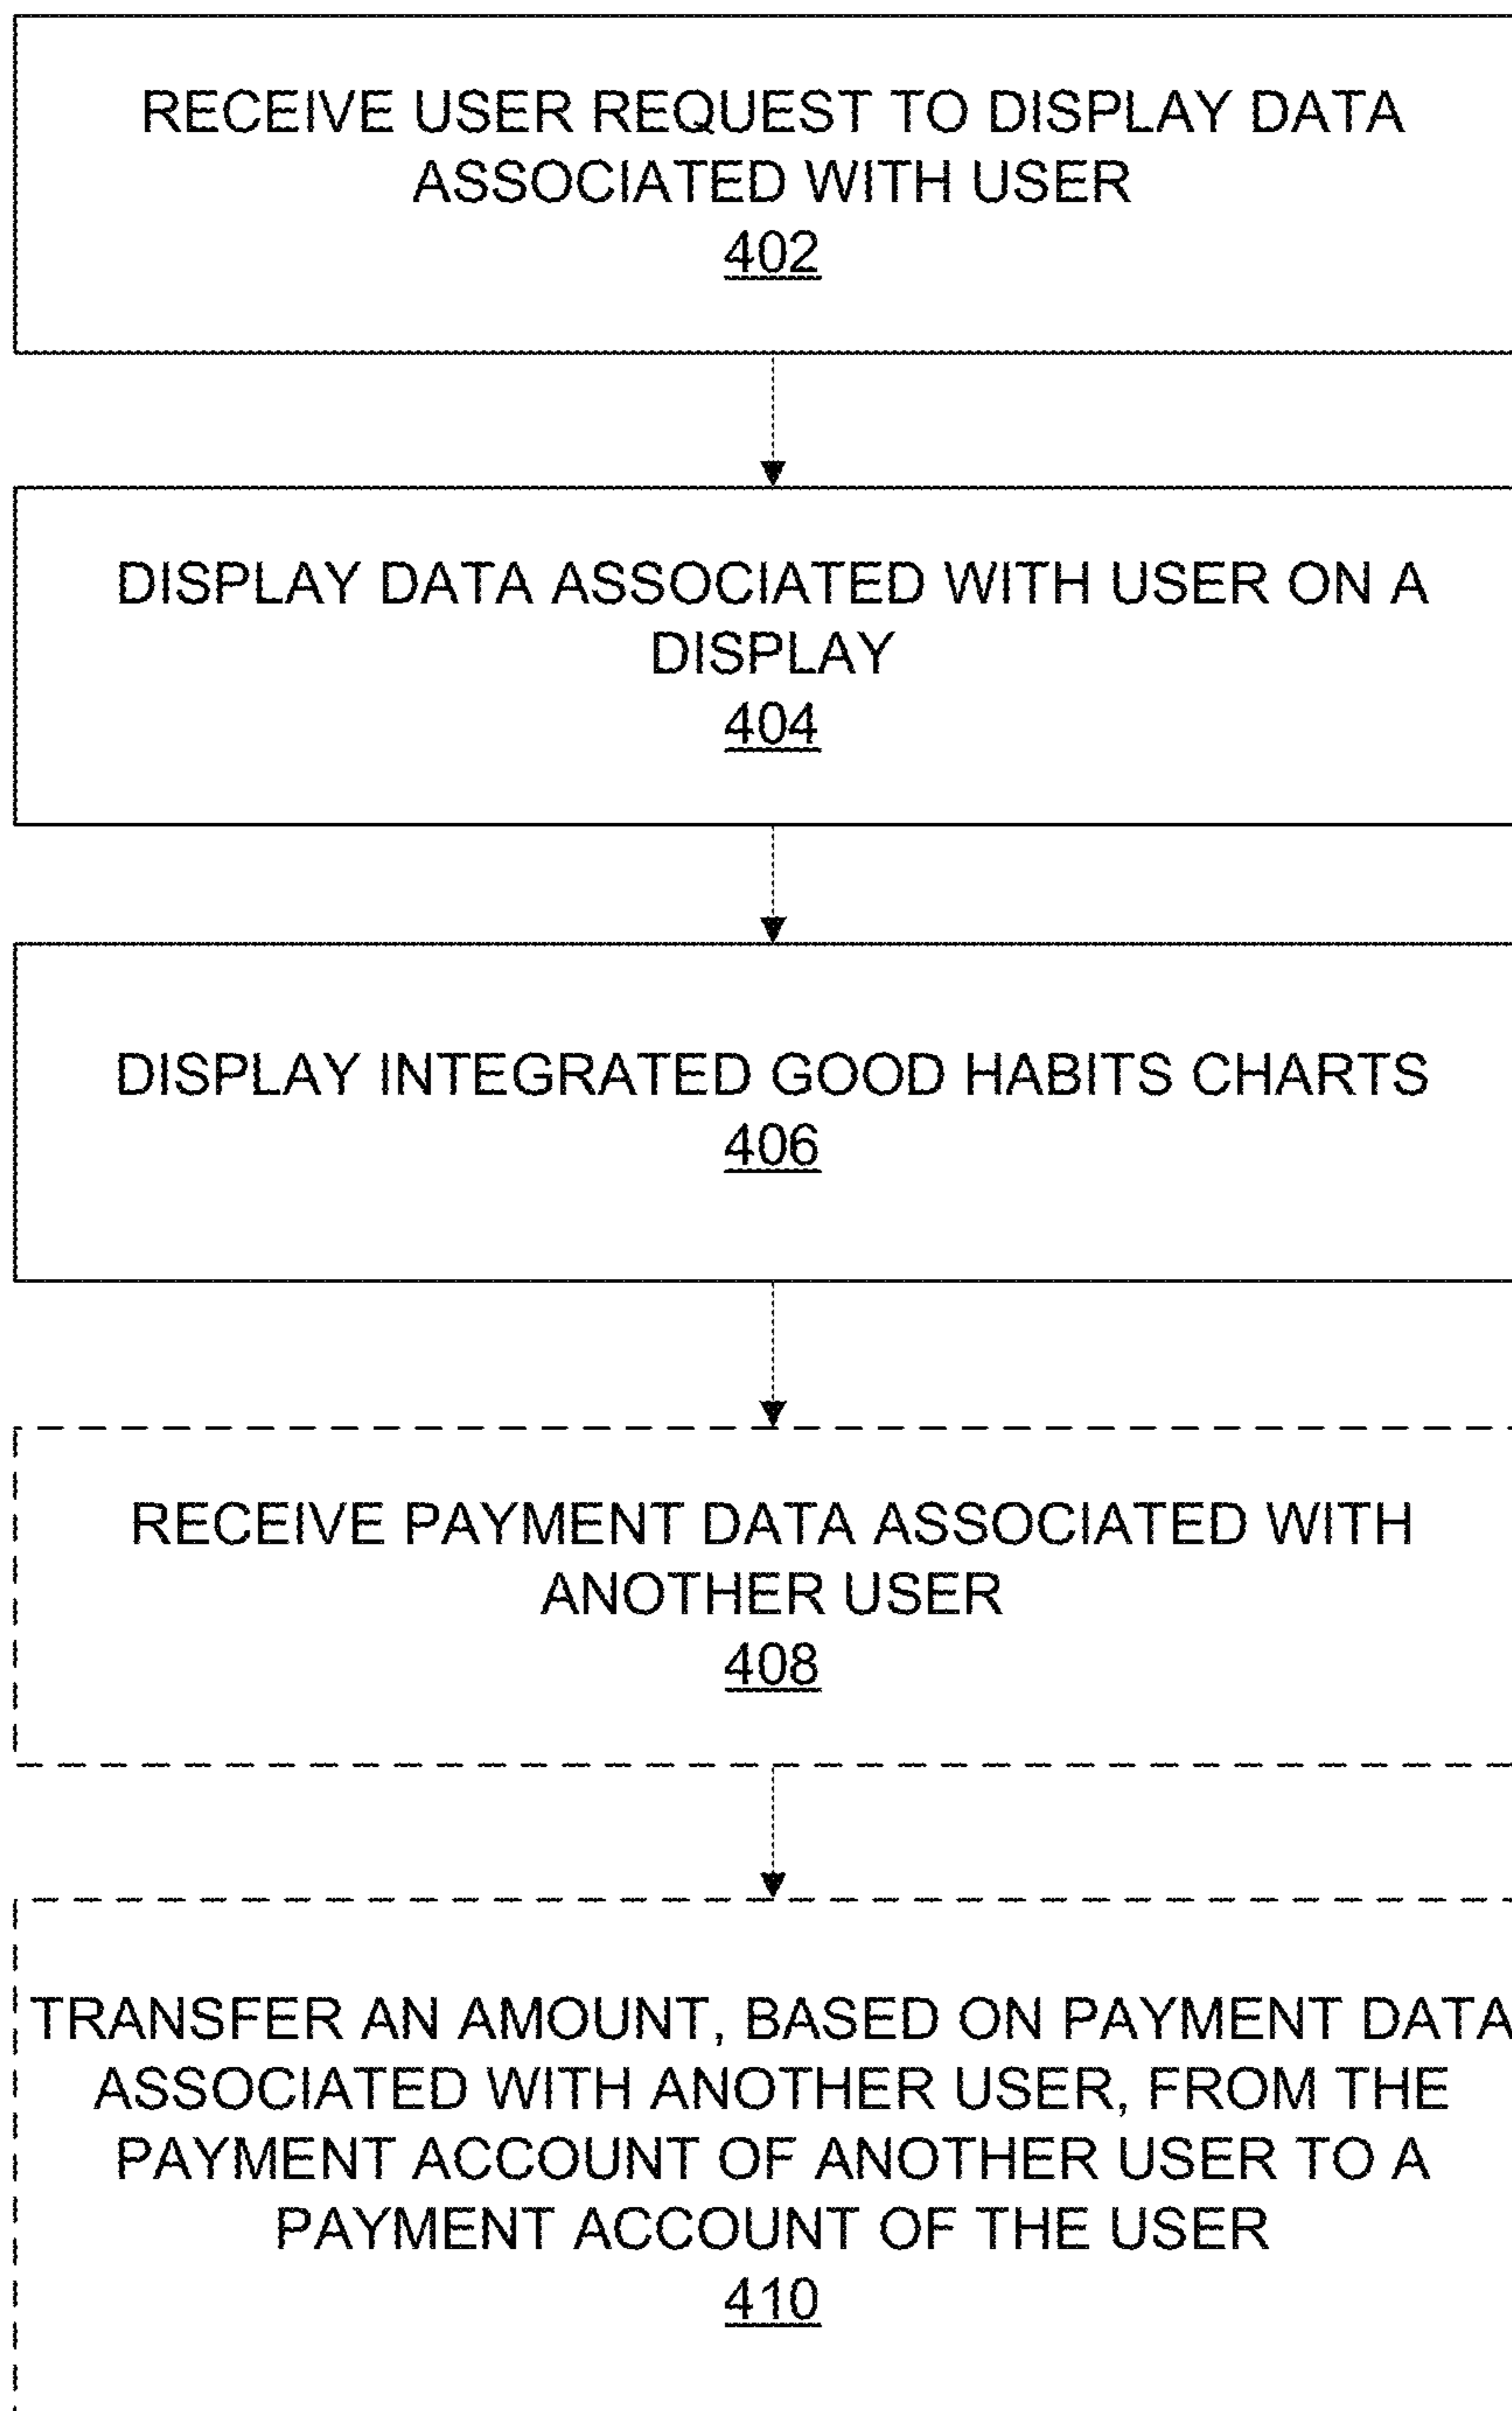 RECEIVE USER REQUEST TO DISPLAY DATA
ASSOCIATED WITH USER
402
DISPLAY DATA ASSOCIATED WITH USER ON A
DISPLAY
404
DISPLAY INTEGRATED GOOD HABITS CHARTS
406
RECEIVE PAYMENT DATA ASSOCIATED WITH
ANOTHER USER
408
TRANSFER AN AMOUNT, BASED ON PAYMENT DATA
ASSOCIATED WITH ANOTHER USER, FROM THE
PAYMENT ACCOUNT OF ANOTHER USER TO A
PAYMENT ACCOUNT OF THE USER
410